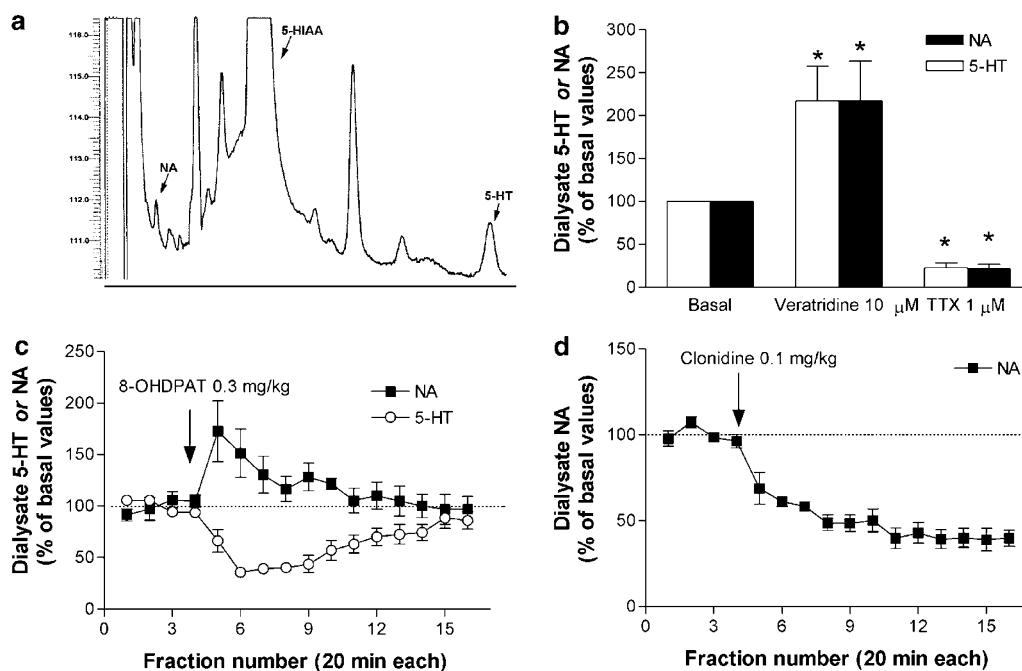 a
116.0
115.0
114.0
113.0
112.0
111.0
NA
5-HIAA
5-HT
b
Dialysate 5-HT or NA
(% of basal values)
300
250
200
150
100
50
0
NA
5-HT
* *
* *
Basal
Veratridine 10 μM
TTX 1 μM
c
Dialysate 5-HT or NA
(% of basal values)
250
200
150
100
50
0
8-OHDPAT 0.3 mg/kg
NA
5-HT
0 3 6 9 12 15
Fraction number (20 min each)
d
Dialysate NA
(% of basal values)
150
100
50
0
Clonidine 0.1 mg/kg
NA
0 3 6 9 12 15
Fraction number (20 min each)